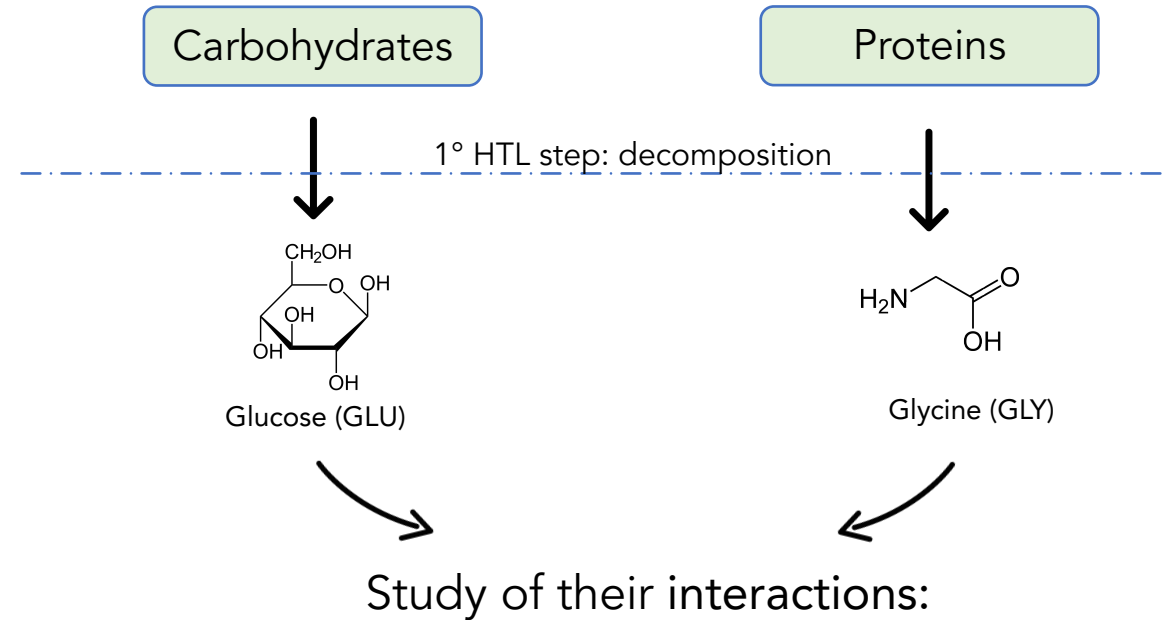 Carbohydrates
Proteins
1° HTL step: decomposition
CH₂OH
O
OH
OH
OH
OH
H₂N
O
OH
Glucose (GLU)
Glycine (GLY)
Study of their interactions: